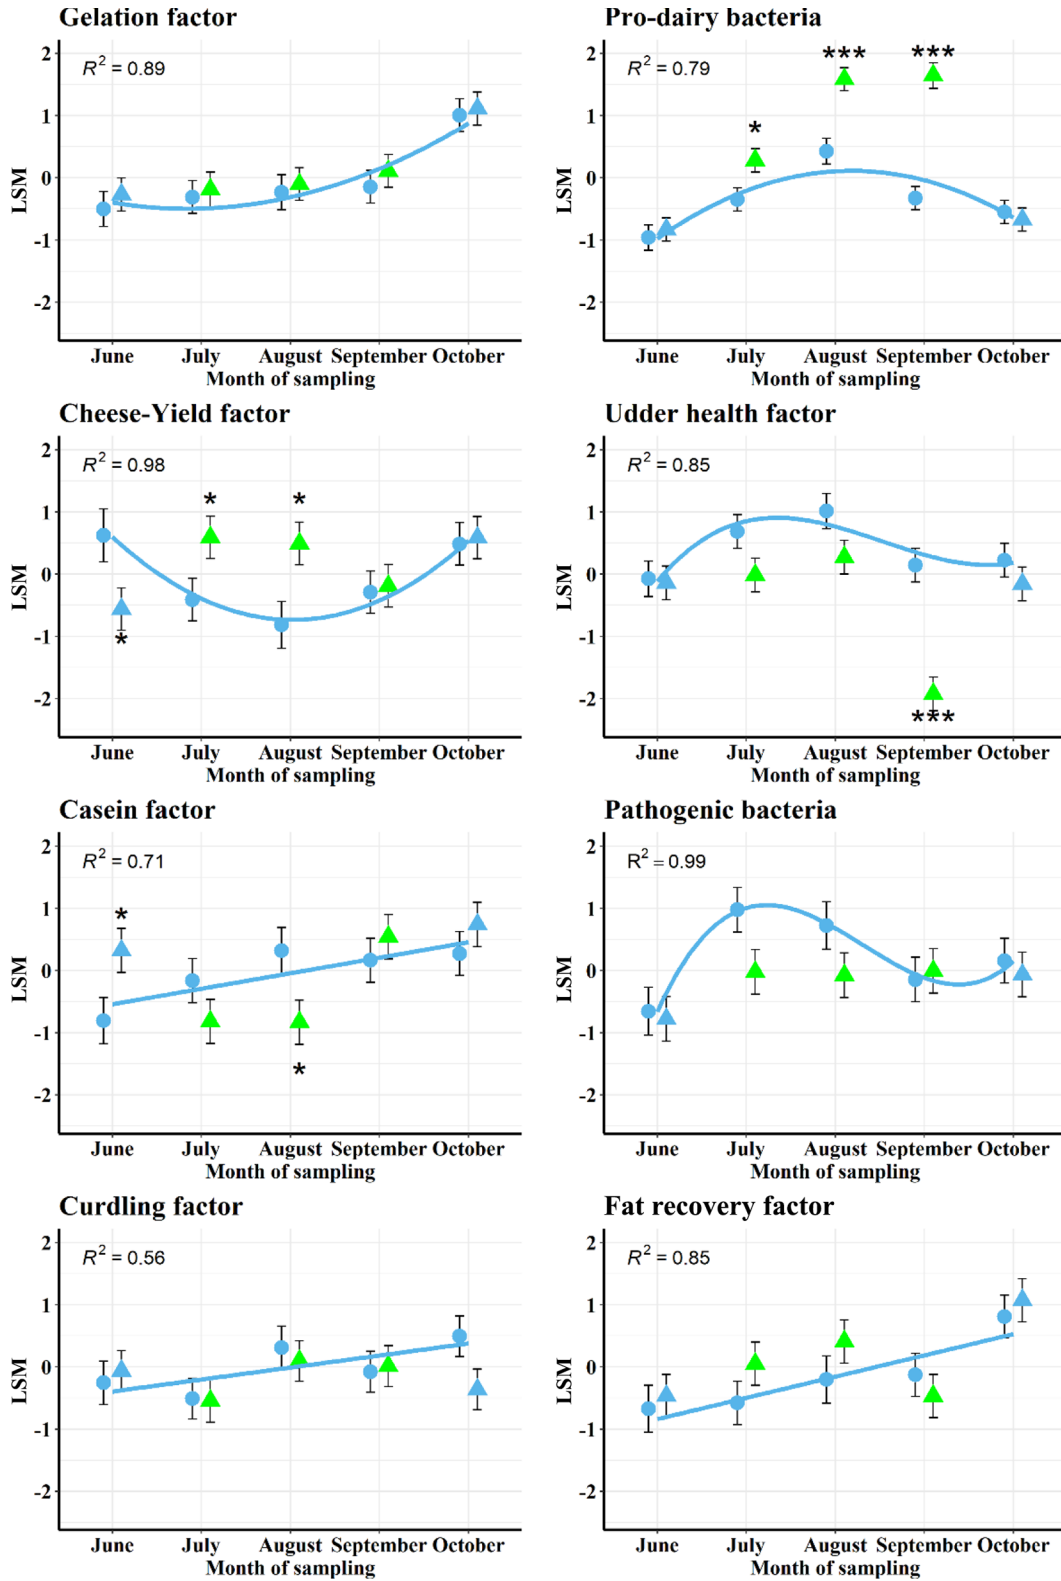 Gelation factor
R² = 0.89
2
1
0
-1
-2
LSM
June July August September October
Month of sampling
Pro-dairy bacteria
R² = 0.79
*
***
***
2
1
0
-1
-2
LSM
June July August September October
Month of sampling
Cheese-Yield factor
R² = 0.98
*
*
*
2
1
0
-1
-2
LSM
June July August September October
Month of sampling
Udder health factor
R² = 0.85
***
2
1
0
-1
-2
LSM
June July August September October
Month of sampling
Casein factor
R² = 0.71
*
*
2
1
0
-1
-2
LSM
June July August September October
Month of sampling
Pathogenic bacteria
R² = 0.99
2
1
0
-1
-2
LSM
June July August September October
Month of sampling
Curdling factor
R² = 0.56
2
1
0
-1
-2
LSM
June July August September October
Month of sampling
Fat recovery factor
R² = 0.85
2
1
0
-1
-2
LSM
June July August September October
Month of sampling